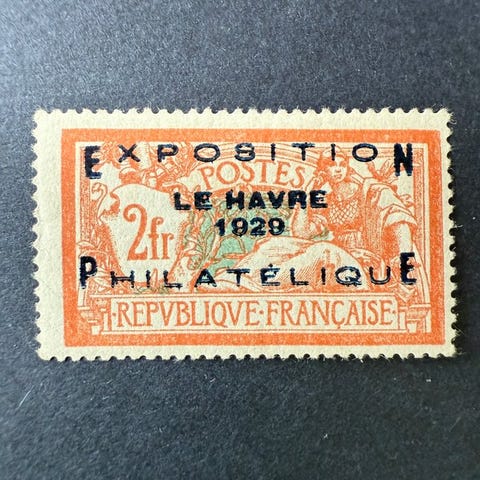 EXPOSITION
POSTES
LE HAVRE
2fr
1929
PHILATÉLIQUE
·REPVBLIQVE·FRANÇAISE·